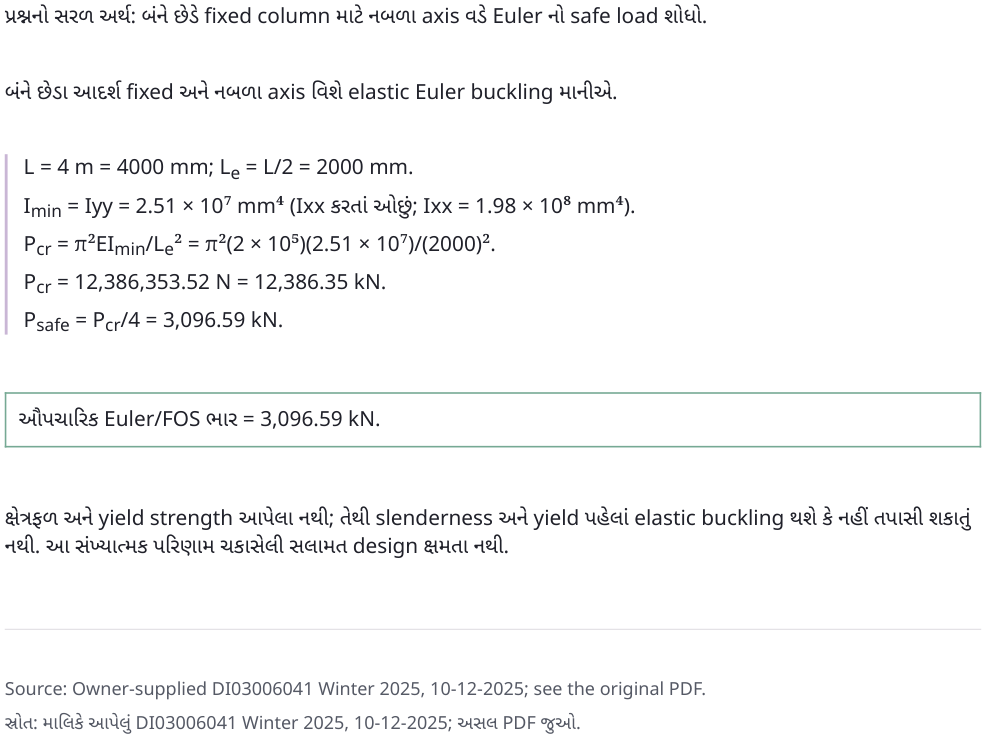 પ્રશ્નનો સરળ અર્થ: બંને છેડે fixed column માટે નબળા axis વડે Euler નો safe load શોધો.
બંને છેડા આદર્શ fixed અને નબળા axis વિશે elastic Euler buckling માનીએ.
L = 4 m = 4000 mm; Lₑ = L/2 = 2000 mm.
Imin = Iyy = 2.51 × 10⁷ mm⁴ (Ixx કરતાં ઓછું; Ixx = 1.98 × 10⁸ mm⁴).
Pcr = π²EImin/Lₑ² = π²(2 × 10⁵)(2.51 × 10⁷)/(2000)².
Pcr = 12,386,353.52 N = 12,386.35 kN.
Psafe = Pcr/4 = 3,096.59 kN.
ઔપચારિક Euler/FOS ભાર = 3,096.59 kN.
ક્ષેત્રફળ અને yield strength આપેલા નથી; તેથી slenderness અને yield પહેલાં elastic buckling થશે કે નહીં તપાસી શકાતું
નથી. આ સંખ્યાત્મક પરિણામ ચકાસેલી સલામત design ક્ષમતા નથી.
Source: Owner-supplied DI03006041 Winter 2025, 10-12-2025; see the original PDF.
સ્રોત: માલિકે આપેલું DI03006041 Winter 2025, 10-12-2025; અસલ PDF જુઓ.